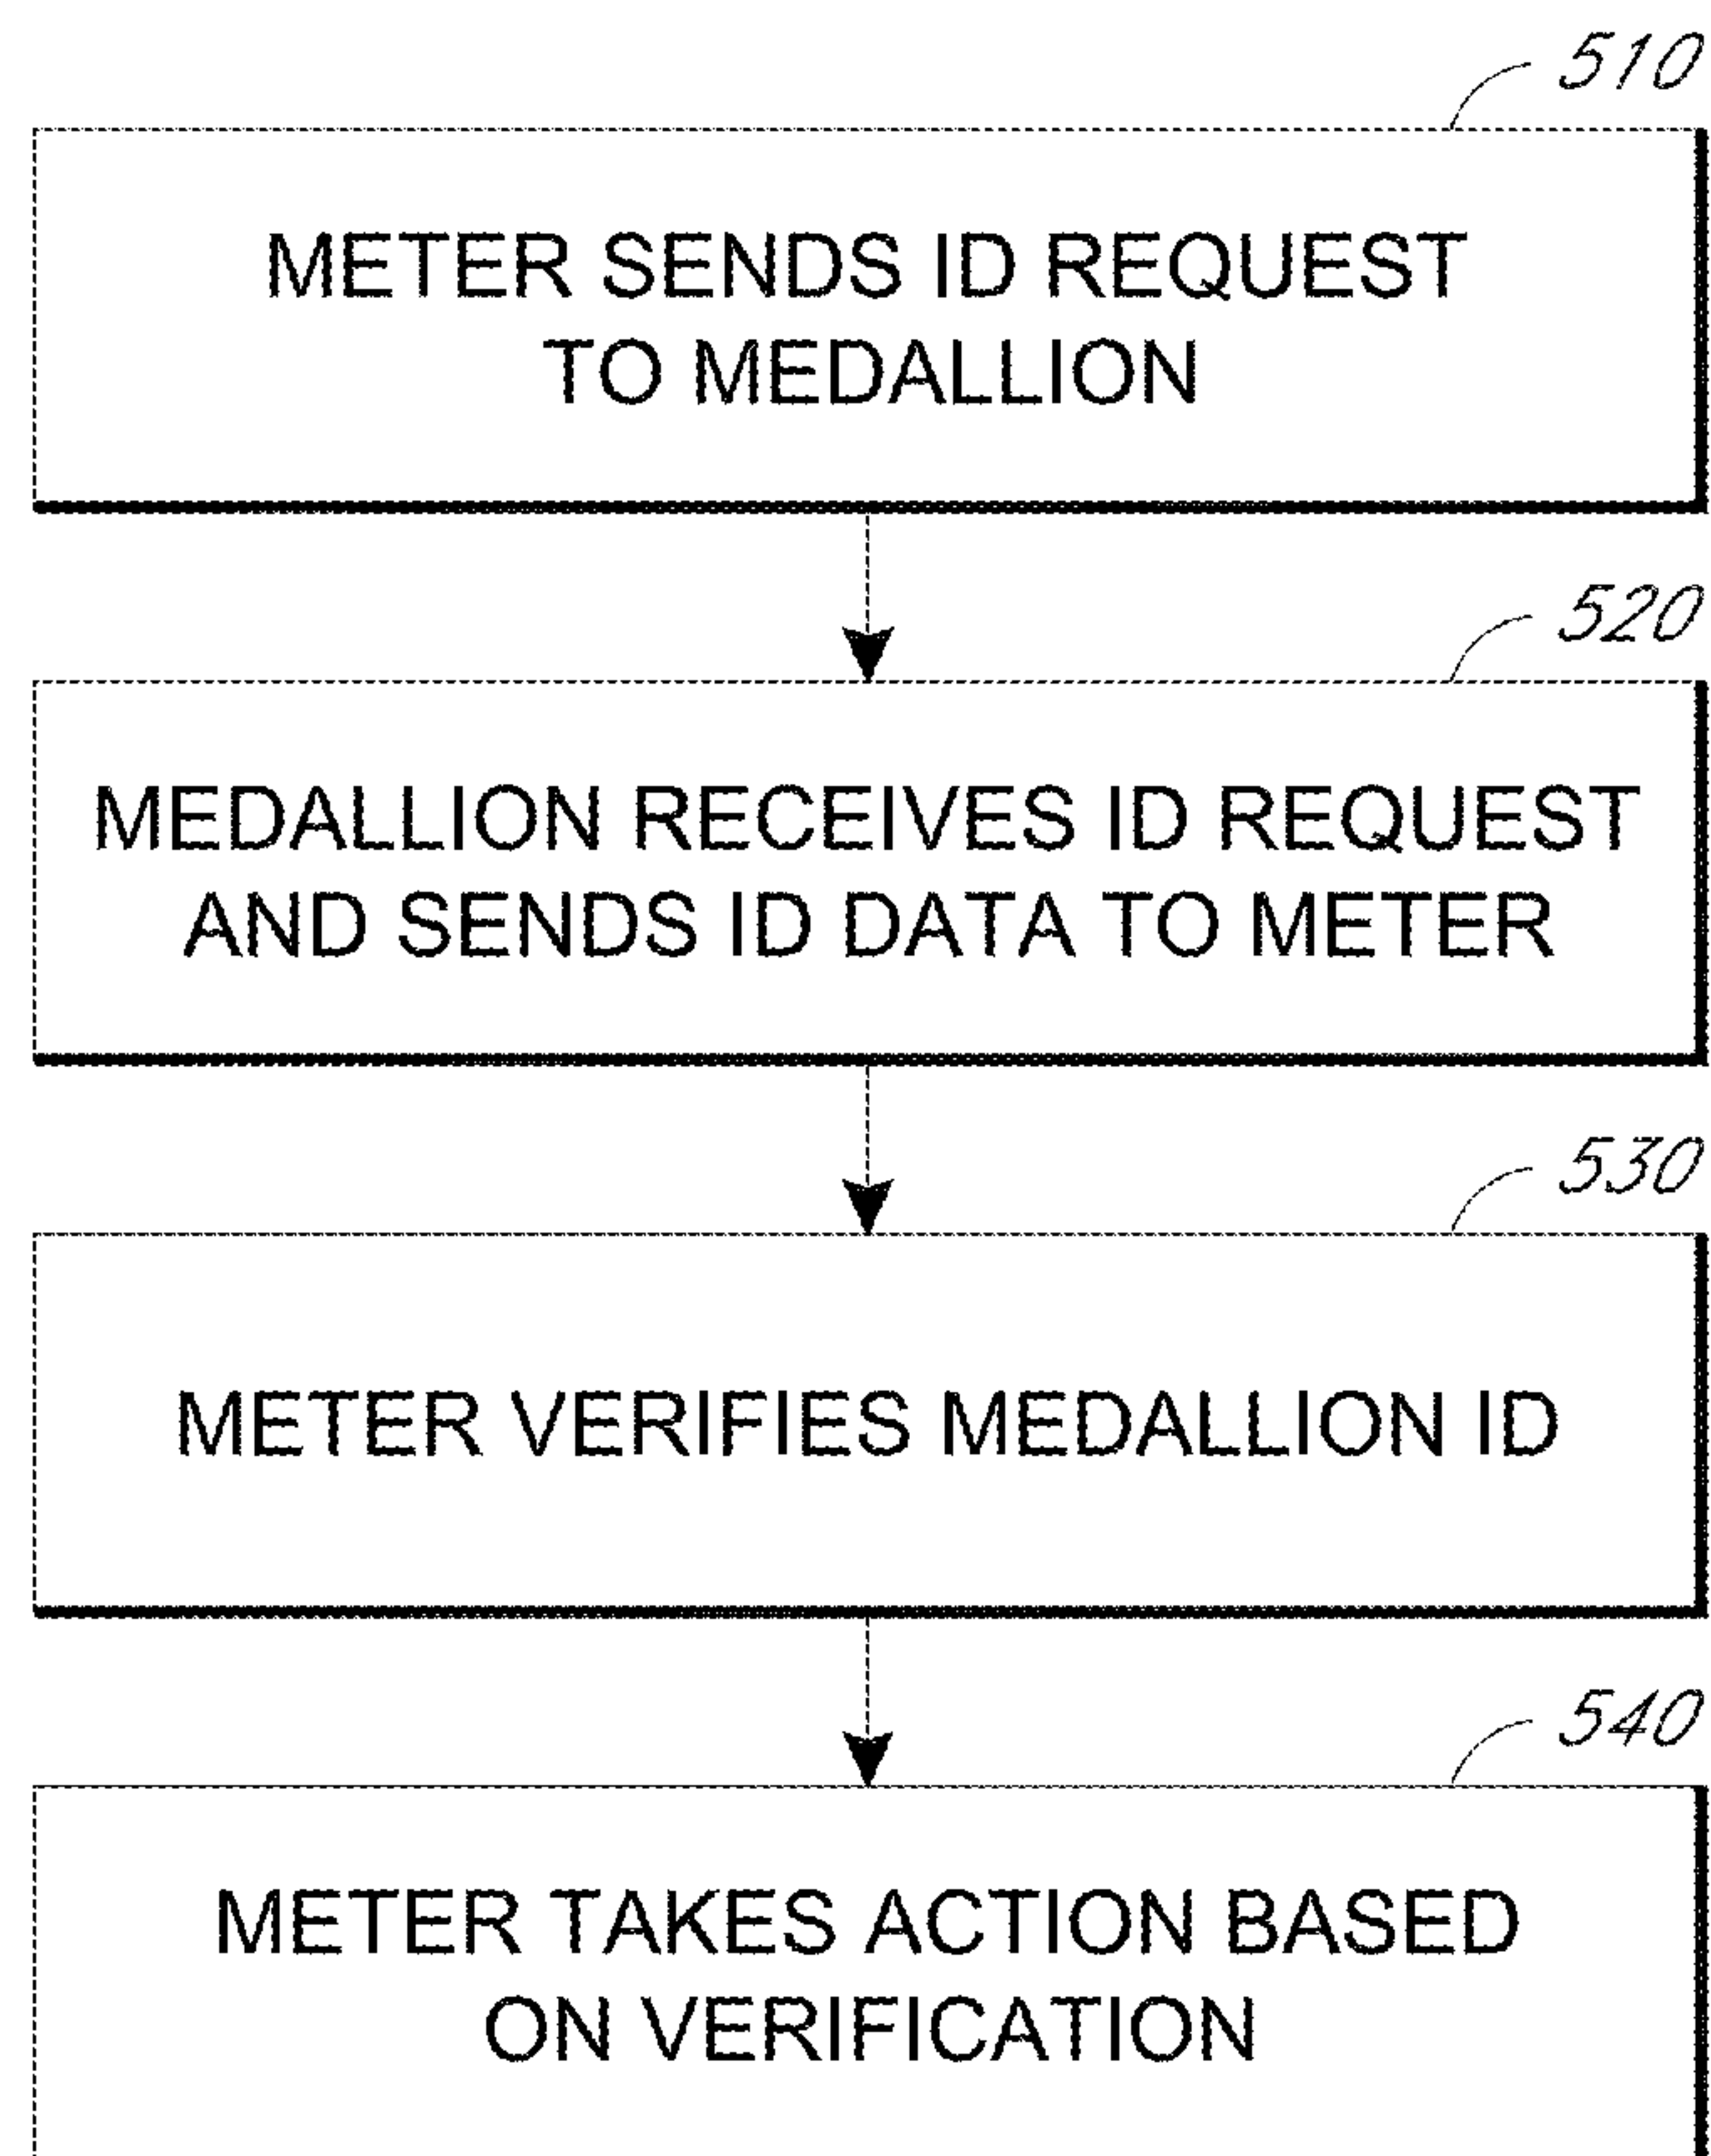 510
METER SENDS ID REQUEST
TO MEDALLION
520
MEDALLION RECEIVES ID REQUEST
AND SENDS ID DATA TO METER
530
METER VERIFIES MEDALLION ID
540
METER TAKES ACTION BASED
ON VERIFICATION